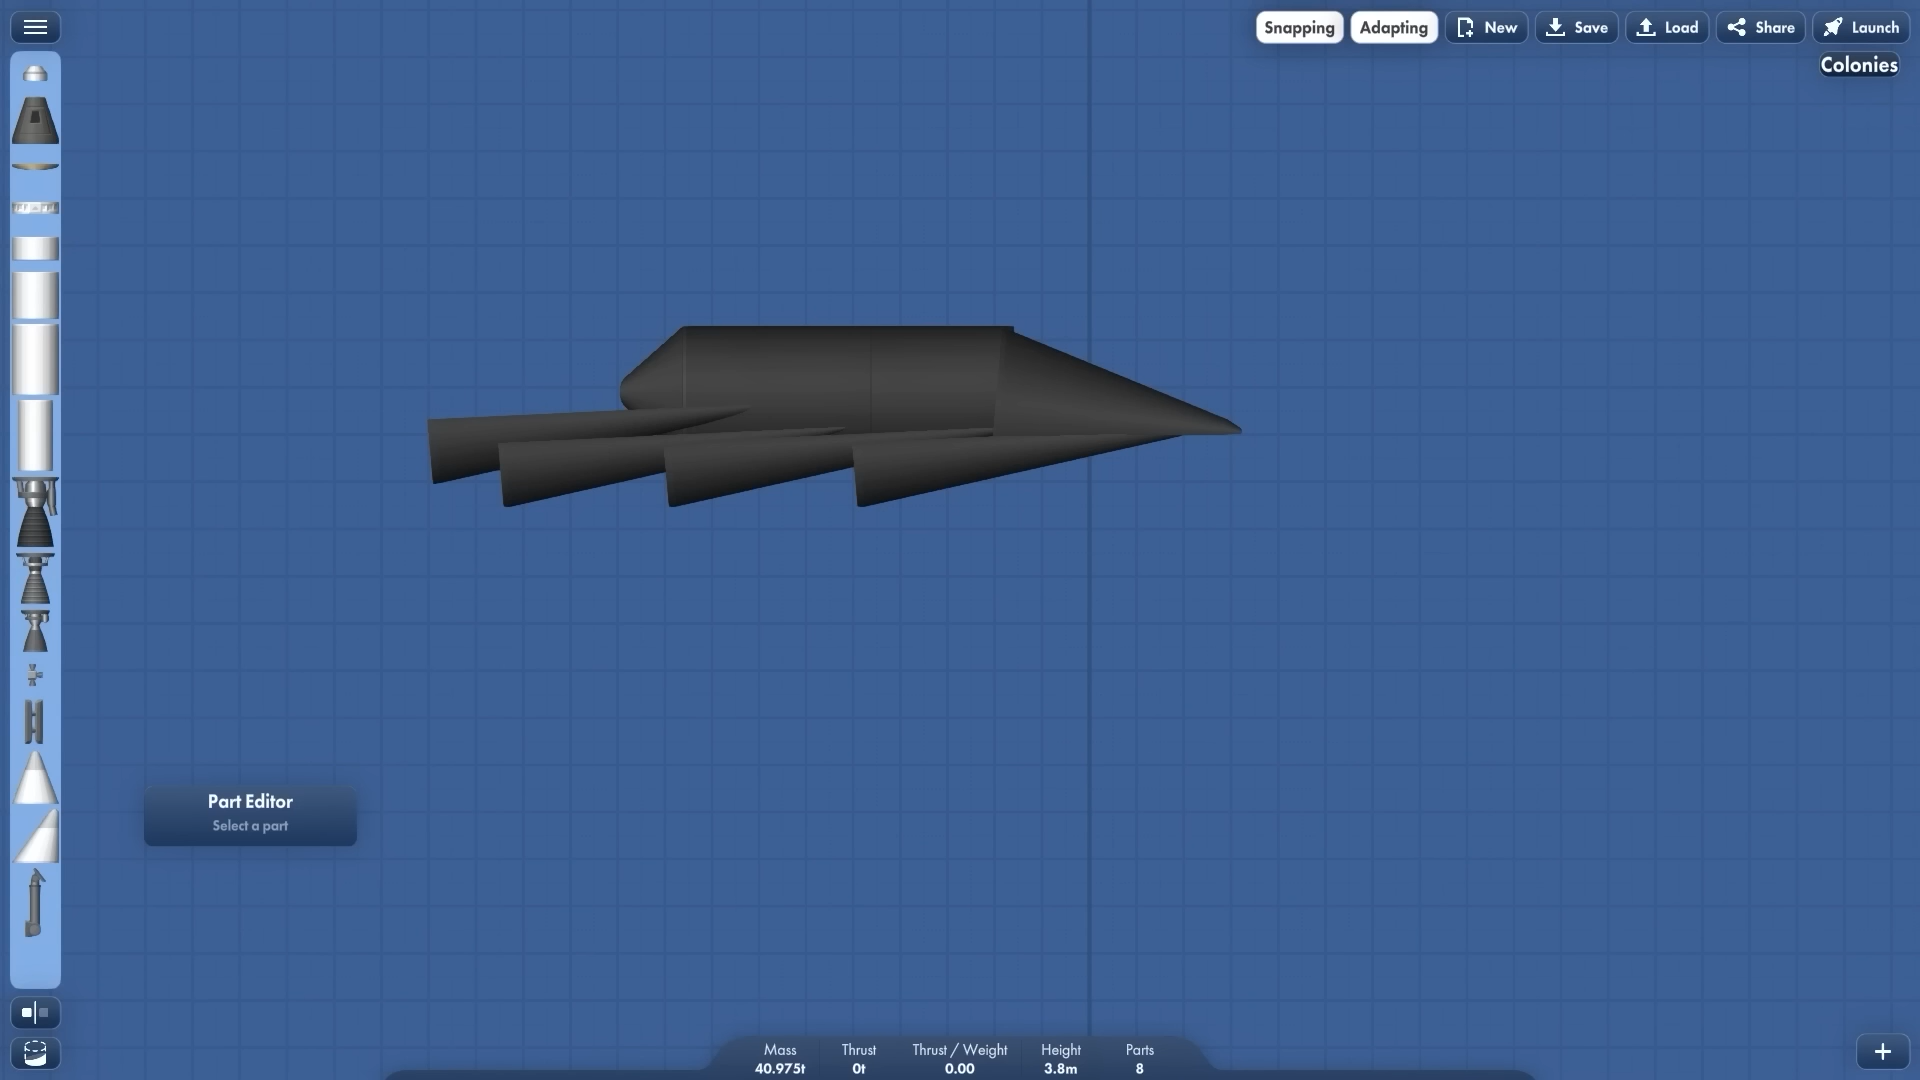 Snapping Adapting New Save Load Share Launch
Colonies
Part Editor
Select a part
Mass Thrust Thrust / Weight Height Parts
40.975t 0t 0.00 3.8m 8